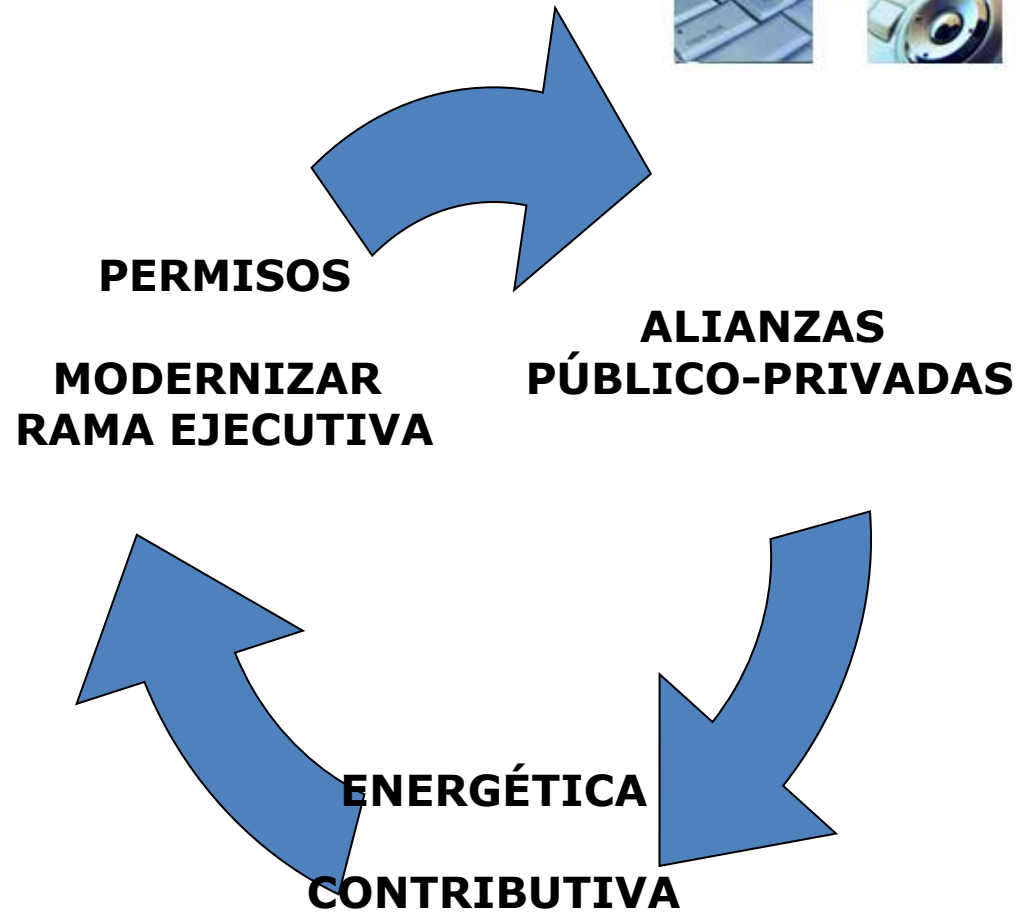 PERMISOS
MODERNIZAR
RAMA EJECUTIVA
ALIANZAS
PÚBLICO-PRIVADAS
ENERGÉTICA
CONTRIBUTIVA